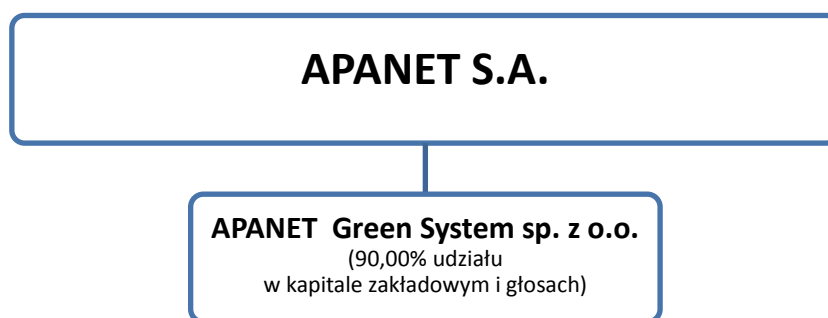 APANET S.A.
APANET Green System sp. z o.o.
(90,00% udziału
w kapitale zakładowym i głosach)